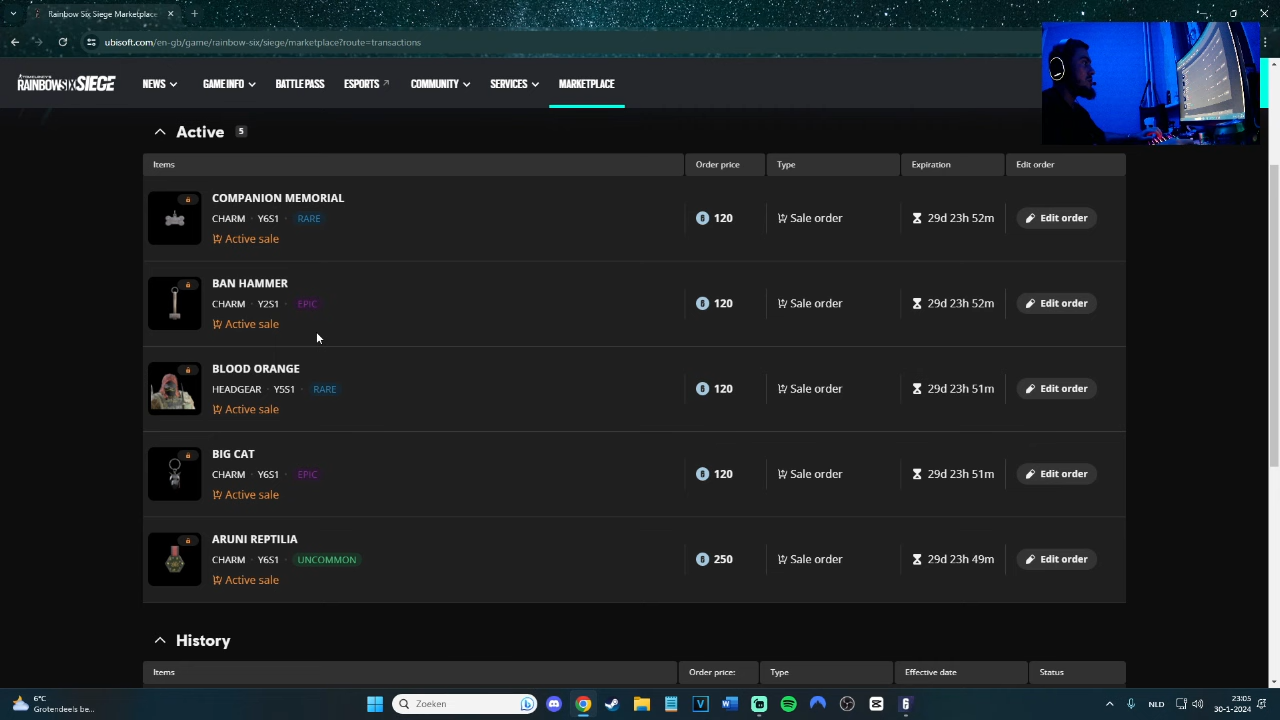 Rainbow Six Siege Marketplace
ubisoft.com/en-gb/game/rainbow-six/siege/marketplace?route=transactions
RAINBOWSIXSIEGE NEWS GAME INFO BATTLE PASS ESPORTS COMMUNITY SERVICES MARKETPLACE
Active 5
Items Order price Type Expiration Edit order
COMPANION MEMORIAL
CHARM · Y6S1 · RARE 120 Sale order 29d 23h 52m Edit order
Active sale
BAN HAMMER
CHARM · Y2S1 · EPIC 120 Sale order 29d 23h 52m Edit order
Active sale
BLOOD ORANGE
HEADGEAR · Y5S1 · RARE 120 Sale order 29d 23h 51m Edit order
Active sale
BIG CAT
CHARM · Y6S1 · EPIC 120 Sale order 29d 23h 51m Edit order
Active sale
ARUNI REPTILIA
CHARM · Y6S1 · UNCOMMON 250 Sale order 29d 23h 49m Edit order
Active sale
History
Items Order price: Type Effective date Status
6°C
Grotendeels be...
Zoeken
NLD
23:05
30-1-2024